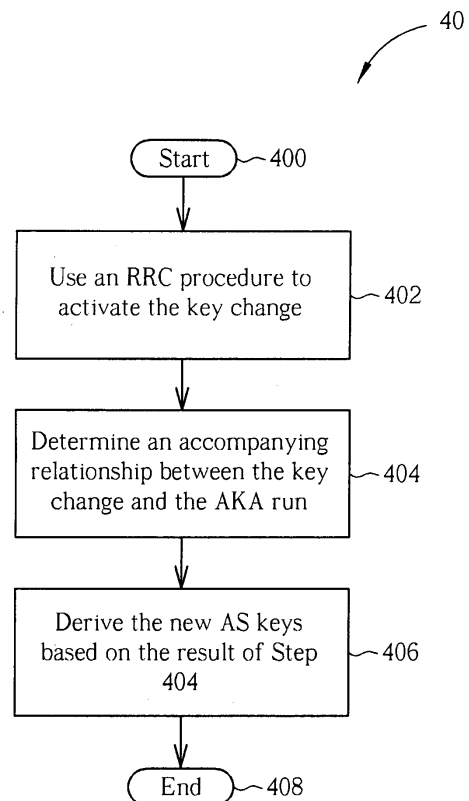 40
Start 400
Use an RRC procedure to
activate the key change
402
Determine an accompanying
relationship between the key
change and the AKA run
404
Derive the new AS keys
based on the result of Step
404
406
End 408